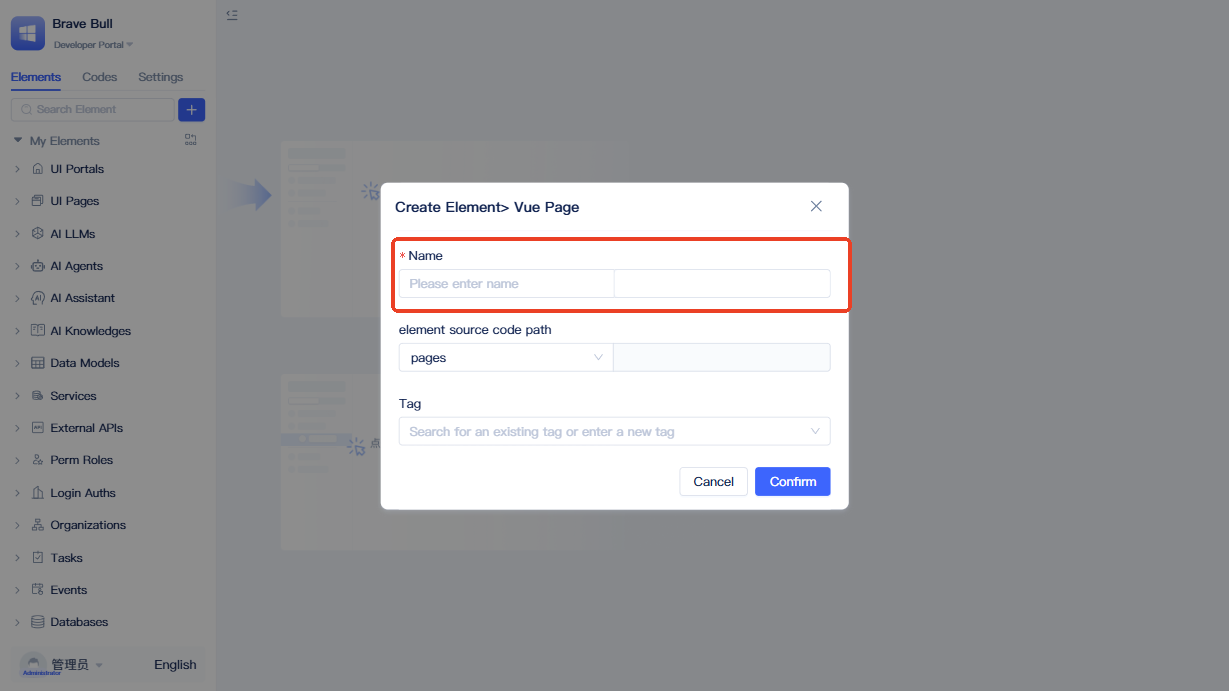 Brave Bull
Developer Portal
Elements Codes Settings
Search Element
My Elements
UI Portals
UI Pages
AI LLMs
AI Agents
AI Assistant
AI Knowledges
Data Models
Services
External APIs
Perm Roles
Login Auths
Organizations
Tasks
Events
Databases
管理员 English
Administrator
点
Create Element> Vue Page
* Name
Please enter name
element source code path
pages
Tag
Search for an existing tag or enter a new tag
Cancel Confirm